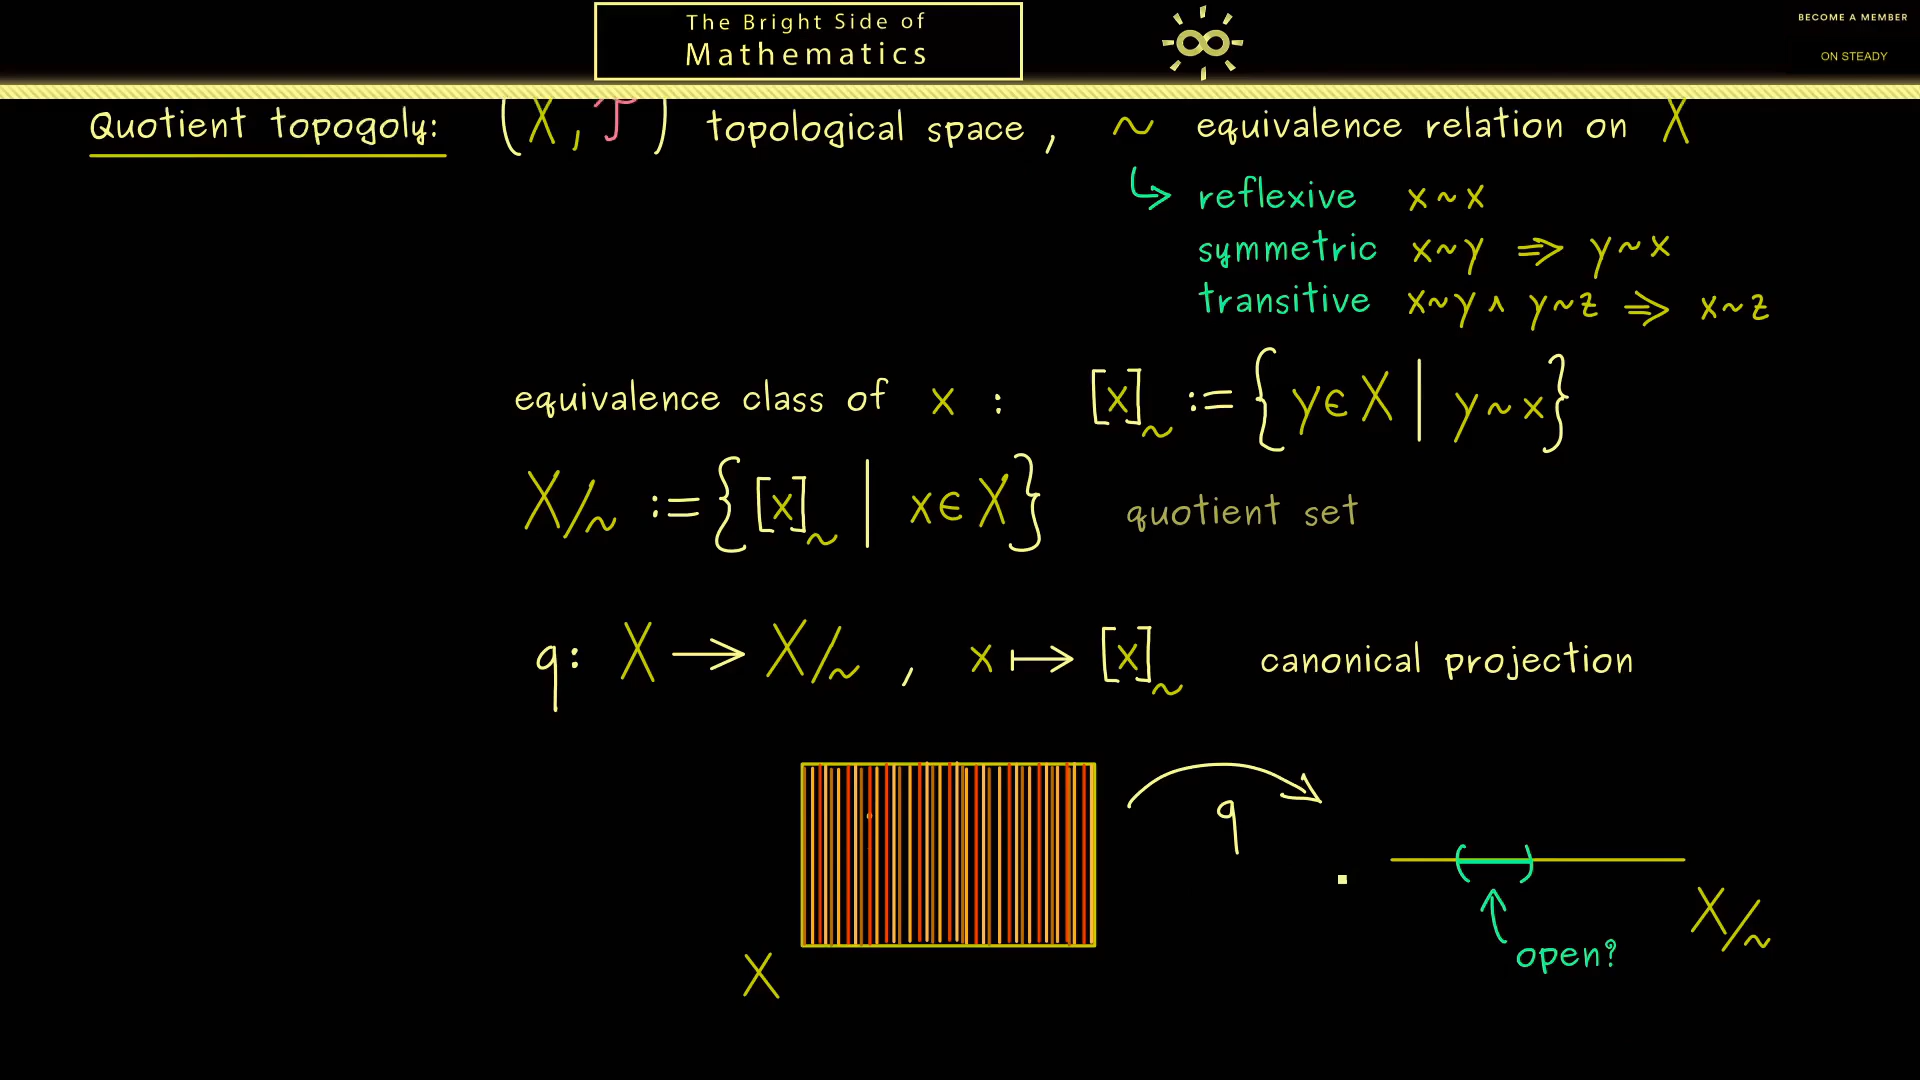 The Bright Side of
Mathematics
BECOME A MEMBER
ON STEADY
Quotient topogoly: (X, 𝒯) topological space, ~ equivalence relation on X
↳ reflexive x~x
symmetric x~y ⇒ y~x
transitive x~y ∧ y~z ⇒ x~z
equivalence class of x : [x]~ := {y∈X | y~x}
X/~ := {[x]~ | x∈X} quotient set
q: X → X/~ , x ↦ [x]~ canonical projection
q
( )
X/~
open?
X